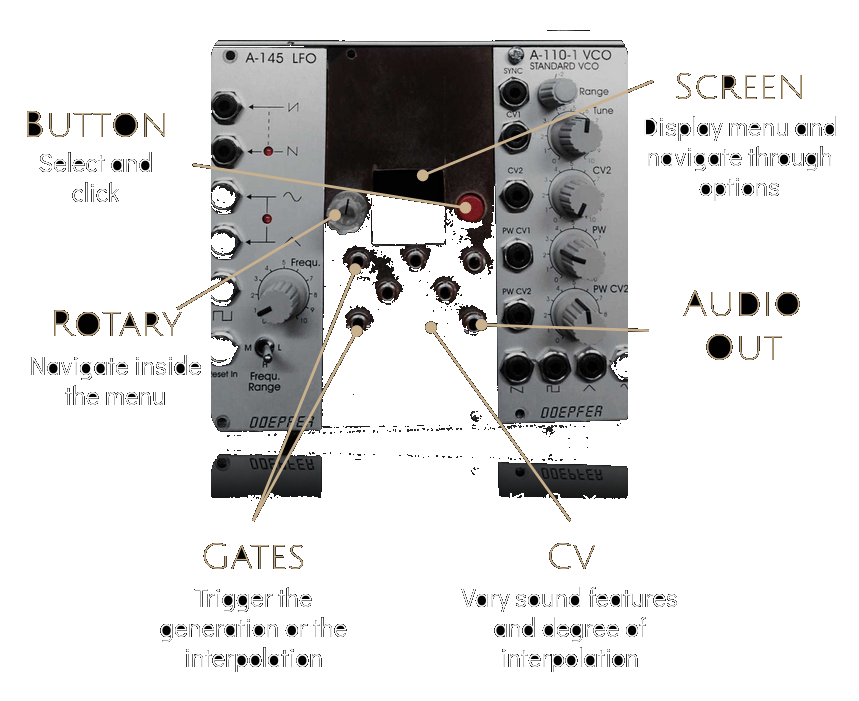 A-145 LFO
A-110-1 VCO
STANDARD VCO
SYNC
Range
Tune
CV1
CV2
CV2
PW CV1
PW
PW CV2
PW CV2
Frequ.
M
L
H
Reset In
Frequ.
Range
DOEPFER
DOEPFER
BUTTON
Select and
click
SCREEN
Display menu and
navigate through
options
ROTARY
Navigate inside
the menu
AUDIO
OUT
GATES
Trigger the
generation or the
interpolation
CV
Vary sound features
and degree of
interpolation